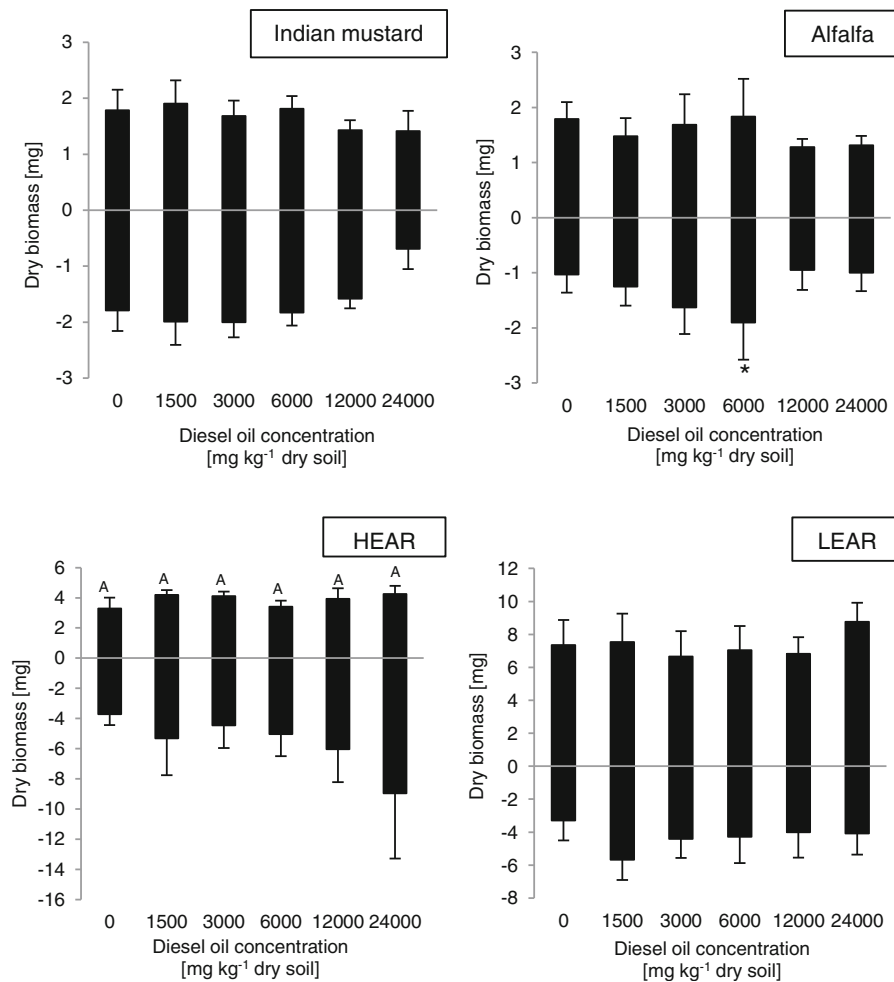 Indian mustard
3
2
1
0
-1
-2
-3
Dry biomass [mg]
0 1500 3000 6000 12000 24000
Diesel oil concentration
[mg kg-1 dry soil]
Alfalfa
3
2
1
0
-1
-2
-3
Dry biomass [mg]
*
0 1500 3000 6000 12000 24000
Diesel oil concentration
[mg kg-1 dry soil]
HEAR
6
4
2
0
-2
-4
-6
-8
-10
-12
-14
-16
Dry biomass [mg]
A A A A A A
0 1500 3000 6000 12000 24000
Diesel oil concentration
[mg kg-1 dry soil]
LEAR
12
10
8
6
4
2
0
-2
-4
-6
-8
Dry biomass [mg]
0 1500 3000 6000 12000 24000
Diesel oil concentration
[mg kg-1 dry soil]